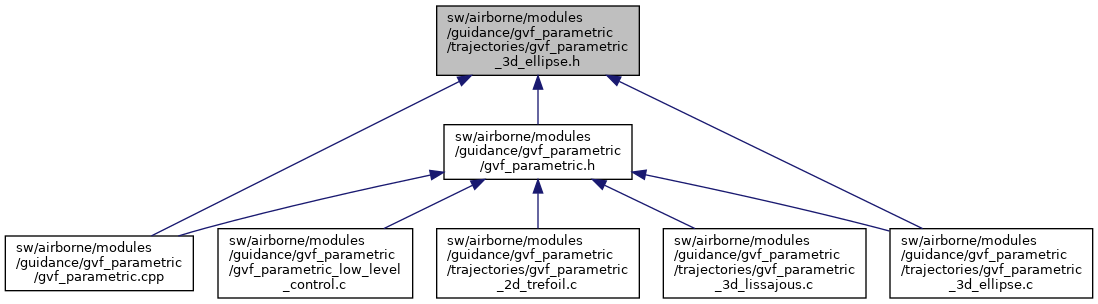 sw/airborne/modules
/guidance/gvf_parametric
/trajectories/gvf_parametric
_3d_ellipse.h
sw/airborne/modules
/guidance/gvf_parametric
/gvf_parametric.h
sw/airborne/modules
/guidance/gvf_parametric
/gvf_parametric.cpp
sw/airborne/modules
/guidance/gvf_parametric
/gvf_parametric_low_level
_control.c
sw/airborne/modules
/guidance/gvf_parametric
/trajectories/gvf_parametric
_2d_trefoil.c
sw/airborne/modules
/guidance/gvf_parametric
/trajectories/gvf_parametric
_3d_lissajous.c
sw/airborne/modules
/guidance/gvf_parametric
/trajectories/gvf_parametric
_3d_ellipse.c